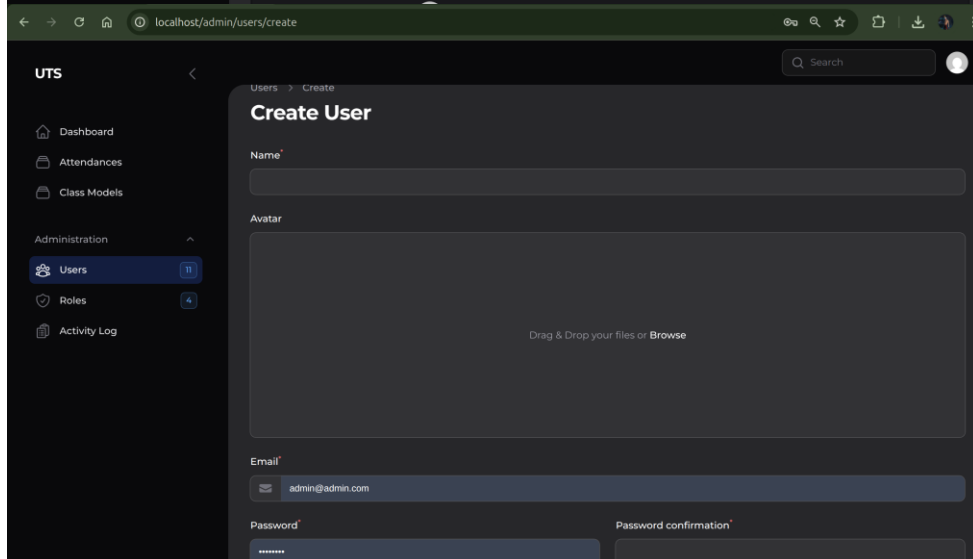 localhost/admin/users/create
UTS
Search
Users > Create
Create User
Dashboard
Attendances
Class Models
Administration
Users 11
Roles 4
Activity Log
Name*
Avatar
Drag & Drop your files or Browse
Email*
admin@admin.com
Password*
Password confirmation*
••••••••